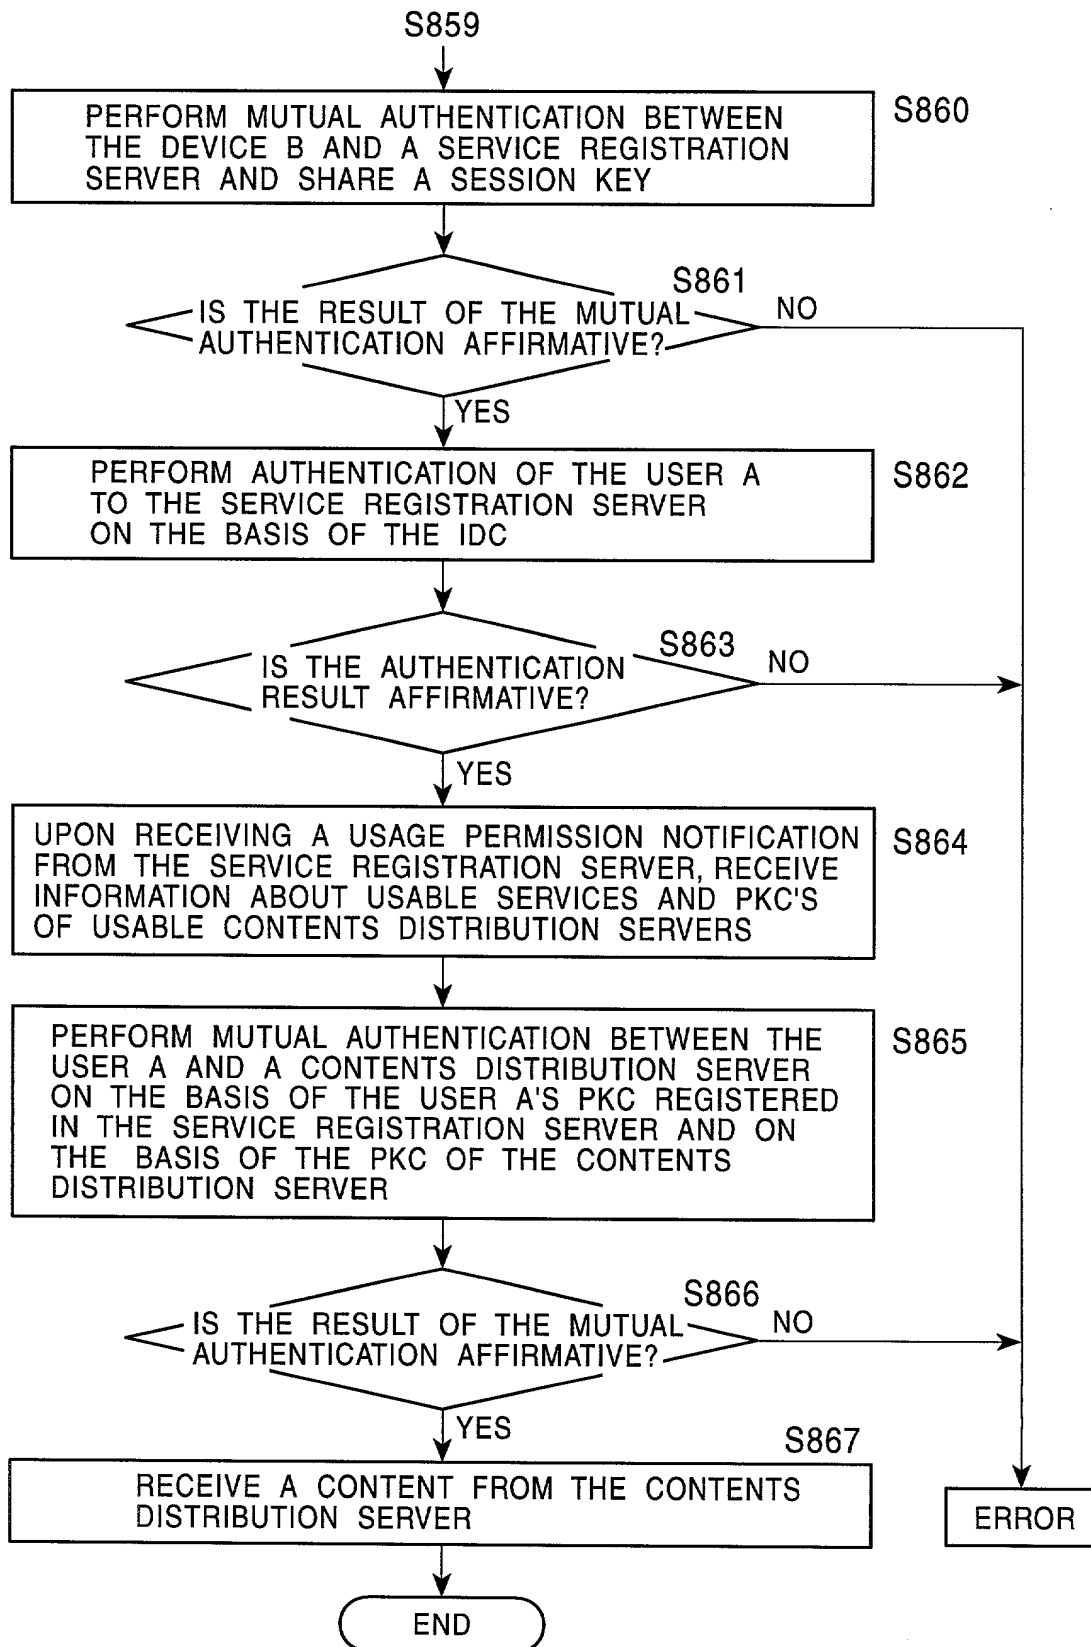 S859
PERFORM MUTUAL AUTHENTICATION BETWEEN
THE DEVICE B AND A SERVICE REGISTRATION
SERVER AND SHARE A SESSION KEY
S860
S861
IS THE RESULT OF THE MUTUAL
AUTHENTICATION AFFIRMATIVE?
NO
YES
PERFORM AUTHENTICATION OF THE USER A
TO THE SERVICE REGISTRATION SERVER
ON THE BASIS OF THE IDC
S862
S863
IS THE AUTHENTICATION
RESULT AFFIRMATIVE?
NO
YES
UPON RECEIVING A USAGE PERMISSION NOTIFICATION
FROM THE SERVICE REGISTRATION SERVER, RECEIVE
INFORMATION ABOUT USABLE SERVICES AND PKC'S
OF USABLE CONTENTS DISTRIBUTION SERVERS
S864
PERFORM MUTUAL AUTHENTICATION BETWEEN THE
USER A AND A CONTENTS DISTRIBUTION SERVER
ON THE BASIS OF THE USER A'S PKC REGISTERED
IN THE SERVICE REGISTRATION SERVER AND ON
THE BASIS OF THE PKC OF THE CONTENTS
DISTRIBUTION SERVER
S865
S866
IS THE RESULT OF THE MUTUAL
AUTHENTICATION AFFIRMATIVE?
NO
YES
S867
RECEIVE A CONTENT FROM THE CONTENTS
DISTRIBUTION SERVER
ERROR
END